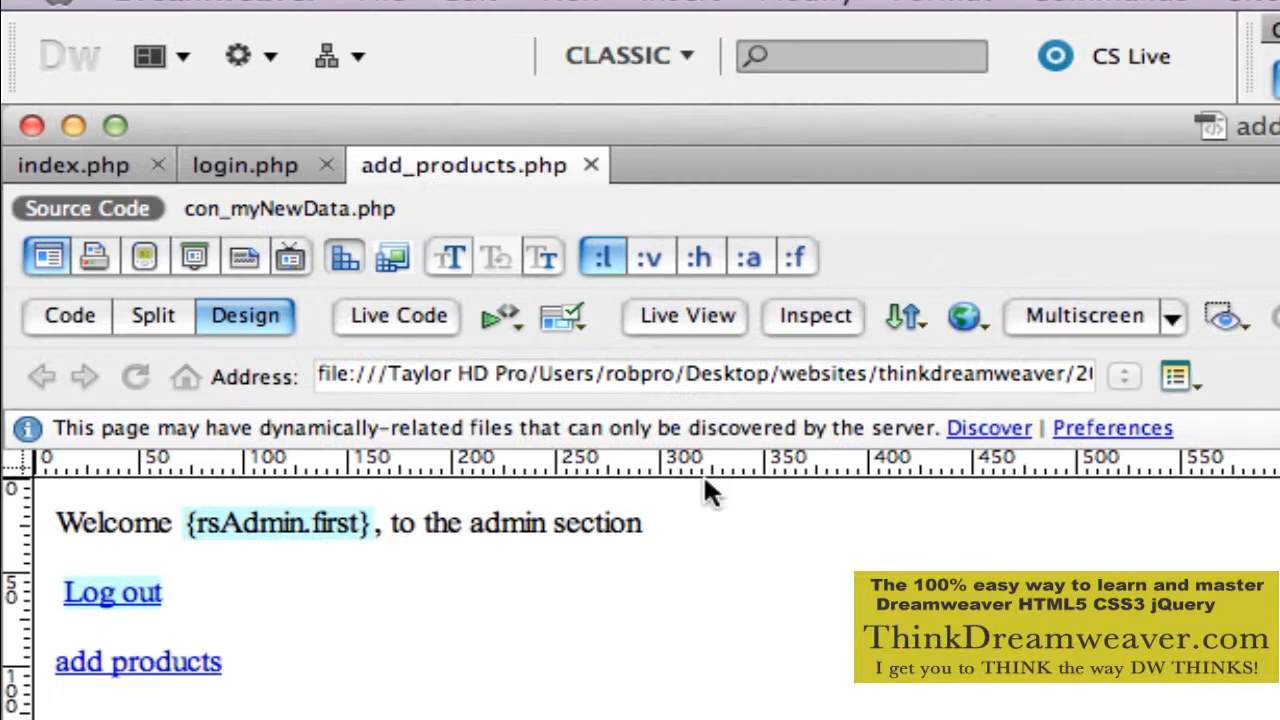 Dw
CLASSIC
CS Live
add
index.php
login.php
add_products.php
Source Code
con_myNewData.php
:l :v :h :a :f
Code
Split
Design
Live Code
Live View
Inspect
Multiscreen
Address:
file:///Taylor HD Pro/Users/robpro/Desktop/websites/thinkdreamweaver/20
This page may have dynamically-related files that can only be discovered by the server. Discover | Preferences
0 50 100 150 200 250 300 350 400 450 500 550
0
50
100
Welcome {rsAdmin.first}, to the admin section
Log out
add products
The 100% easy way to learn and master
Dreamweaver HTML5 CSS3 jQuery
ThinkDreamweaver.com
I get you to THINK the way DW THINKS!